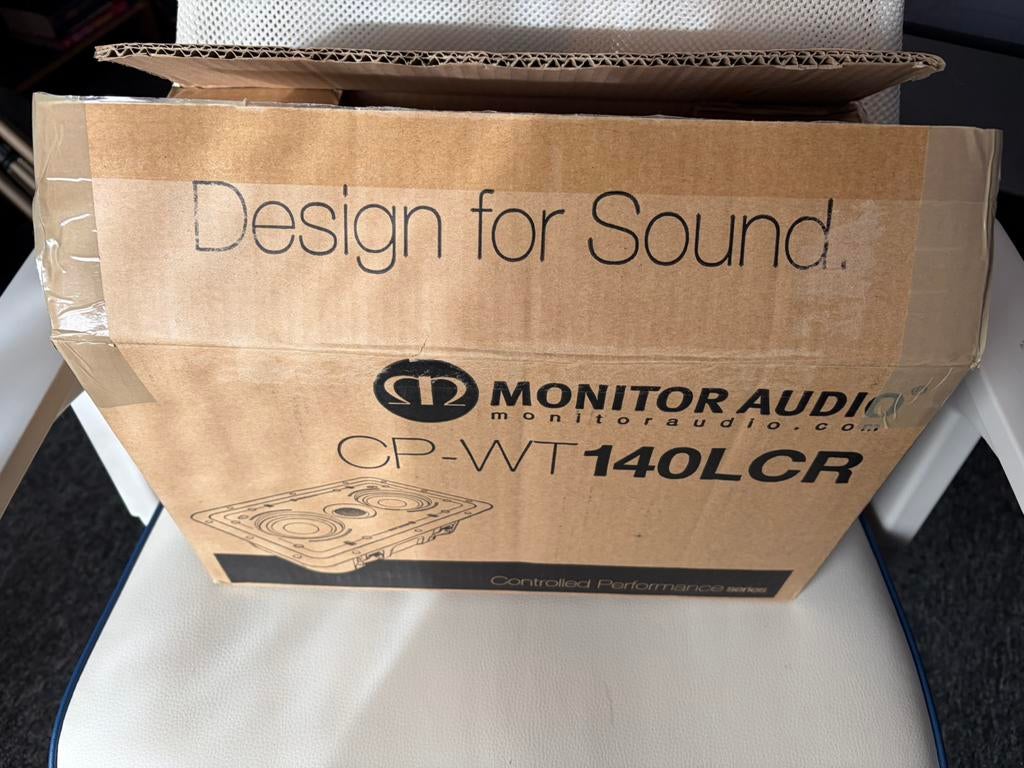 Design for Sound.
MONITOR AUDIO
monitoraudio.com
CP-WT140LCR
Controlled Performance series